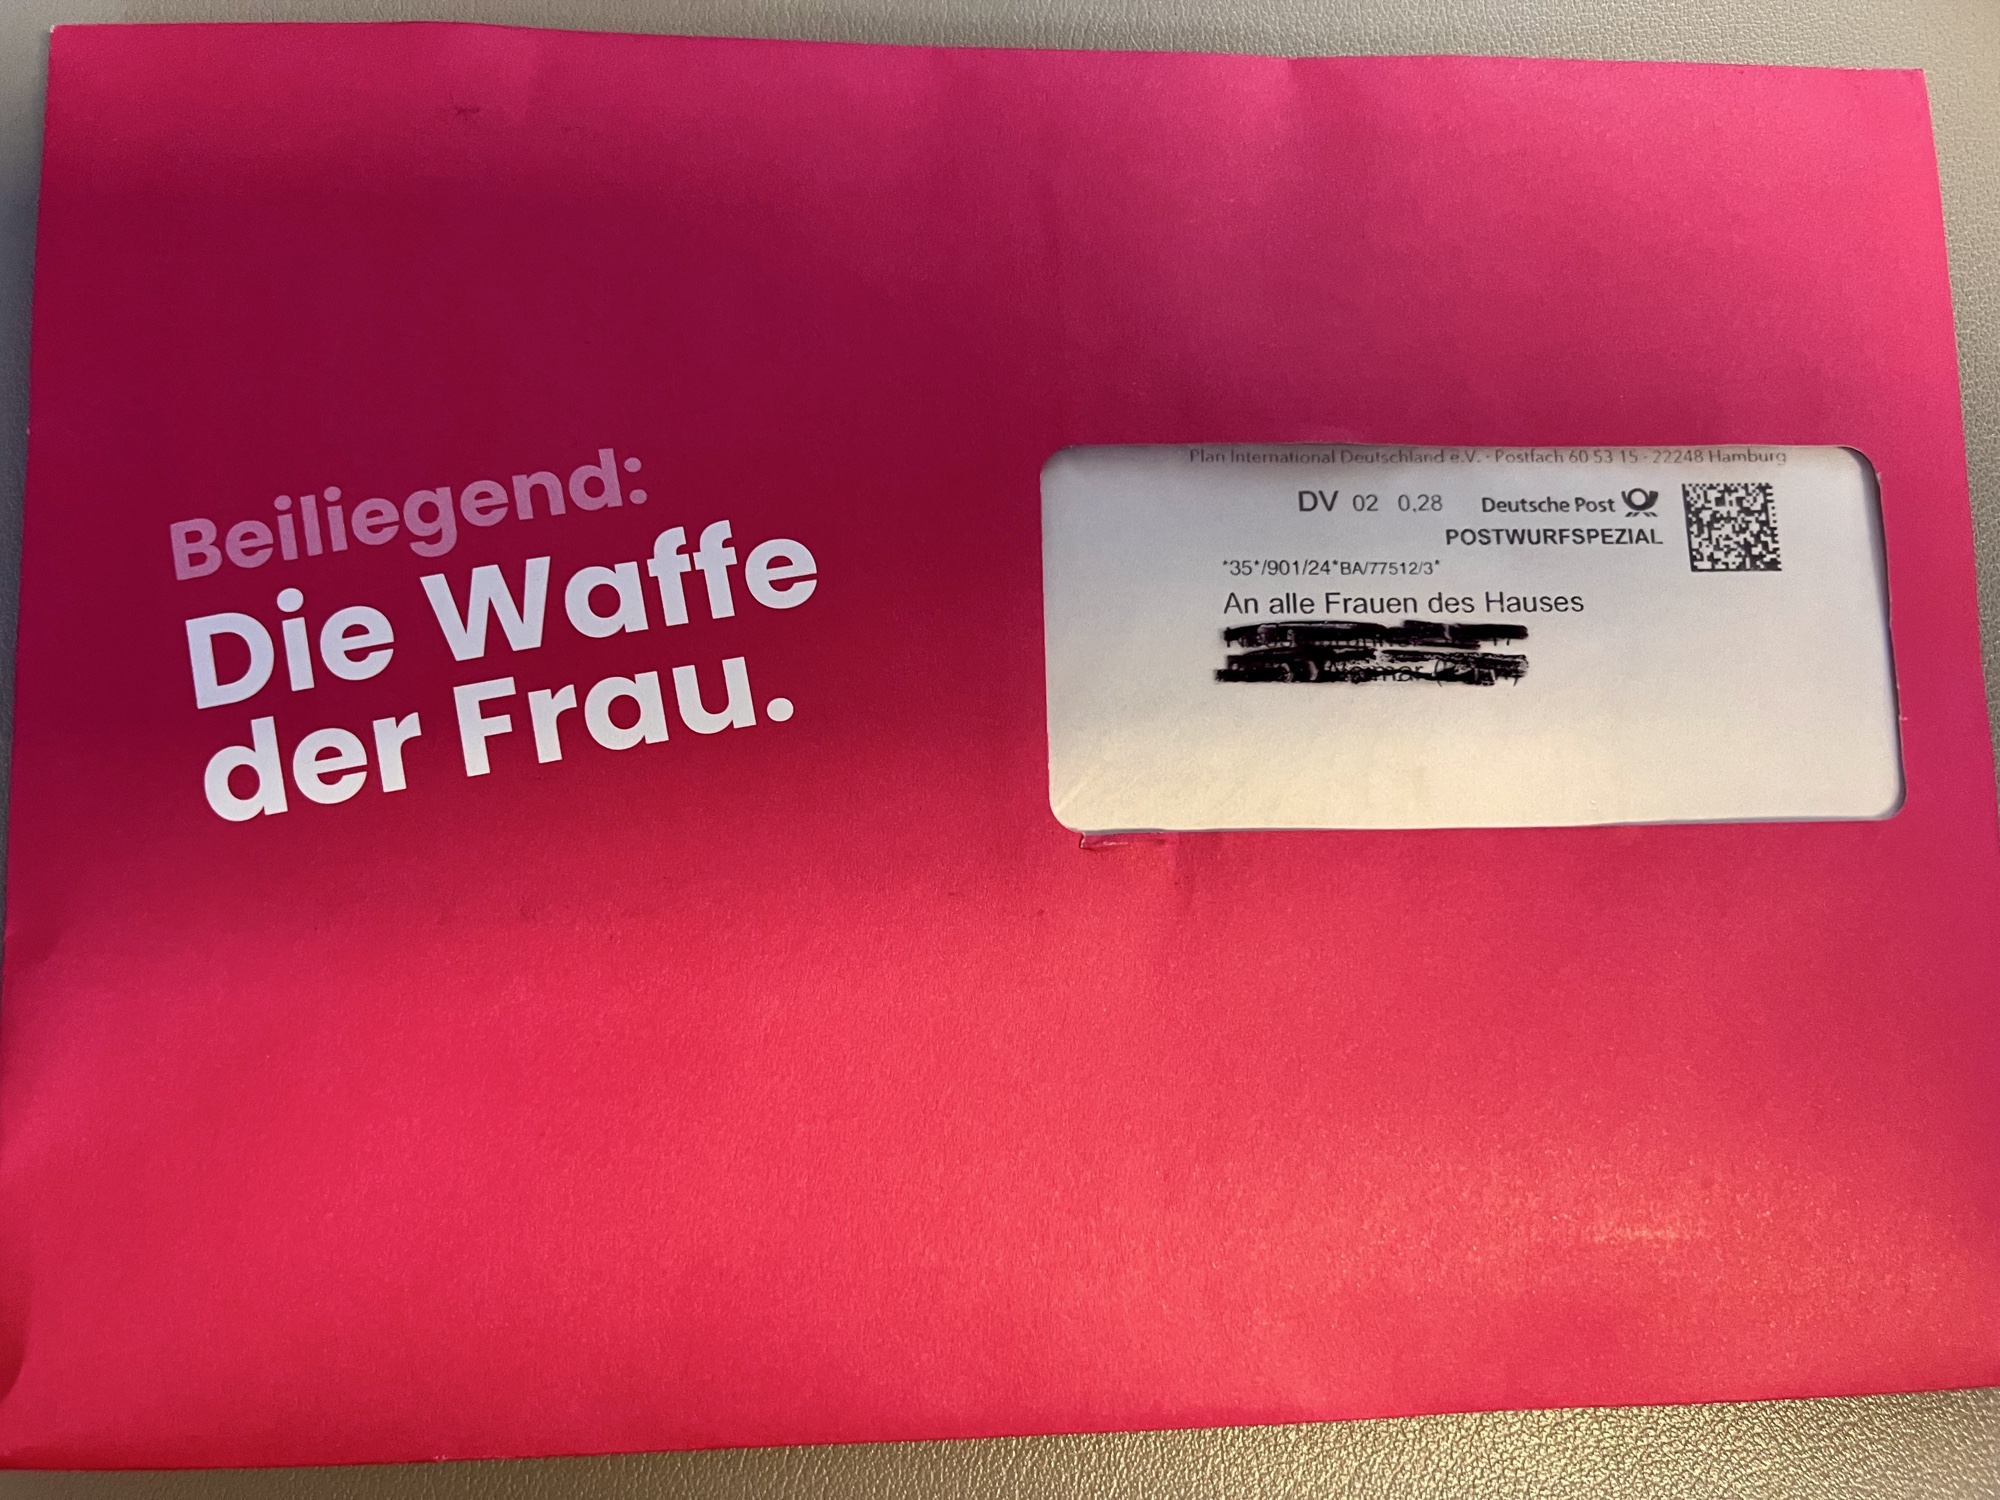 Beiliegend:
Die Waffe
der Frau.
Plan International Deutschland e.V. · Postfach 60 53 15 · 22248 Hamburg
DV 02 0,28 Deutsche Post
POSTWURFSPEZIAL
*35*/901/24*BA/77512/3*
An alle Frauen des Hauses